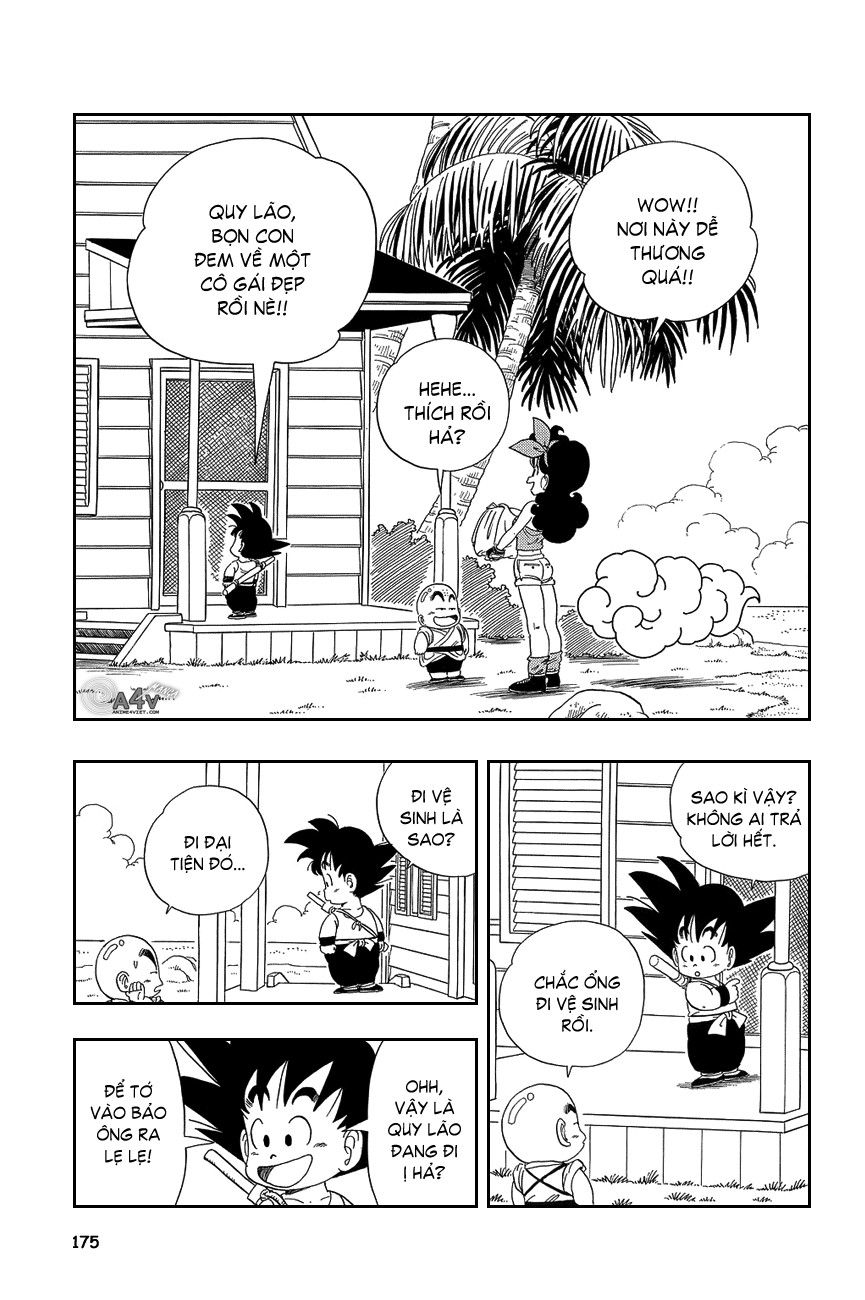 WOW!!
NƠI NÀY DỄ
THƯƠNG
QUÁ!!
HEHE...
THÍCH RỒI
HẢ?
QUY LÃO,
BỌN CON
ĐEM VỀ MỘT
CÔ GÁI ĐẸP
RỒI NÈ!!
A4V
ANIME4VIET.COM
SAO KÌ VẬY?
KHÔNG AI TRẢ
LỜI HẾT.
CHẮC ỔNG
ĐI VỆ SINH
RỒI.
ĐI VỆ
SINH LÀ
SAO?
ĐI ĐẠI
TIỆN ĐÓ...
OHH,
VẬY LÀ
QUY LÃO
ĐANG ĐI
Ị HẢ?
ĐỂ TỚ
VÀO BẢO
ÔNG RA
LẸ LẸ!
175